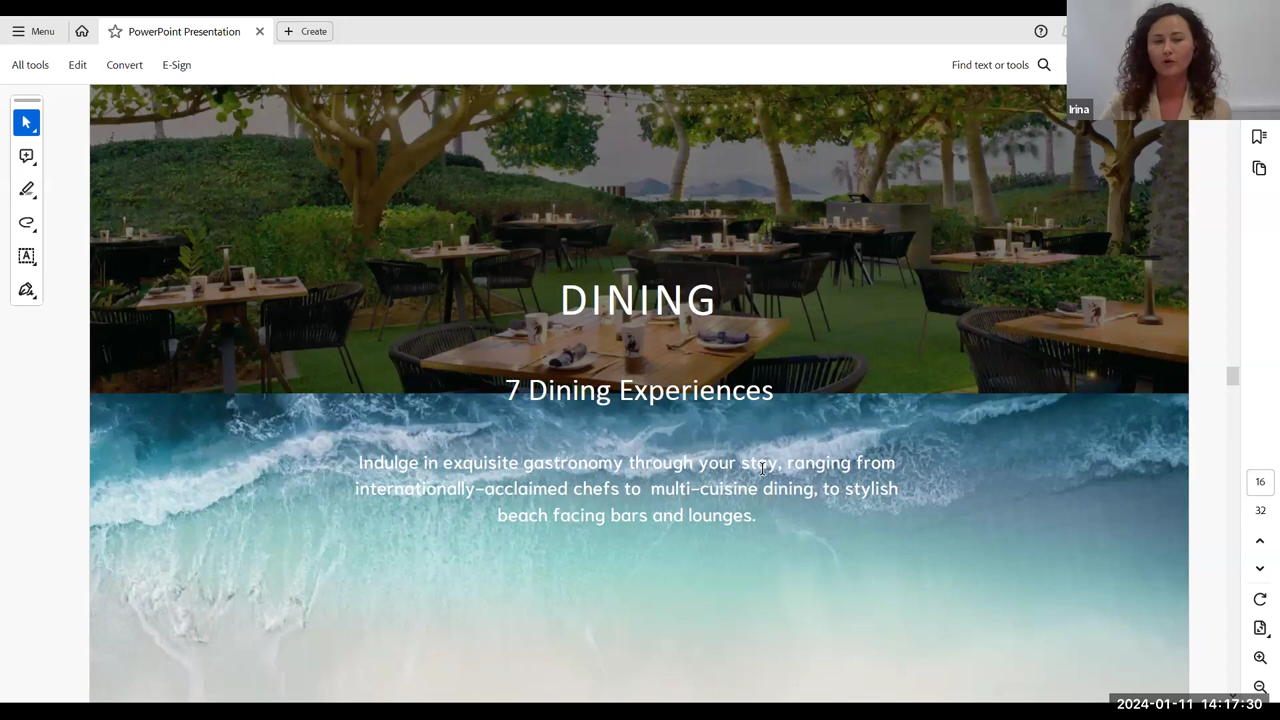 Menu
PowerPoint Presentation
Create
All tools
Edit
Convert
E-Sign
Find text or tools
Irina
DINING
7 Dining Experiences
Indulge in exquisite gastronomy through your stay, ranging from
internationally-acclaimed chefs to multi-cuisine dining, to stylish
beach facing bars and lounges.
16
32
2024-01-11 14:17:30